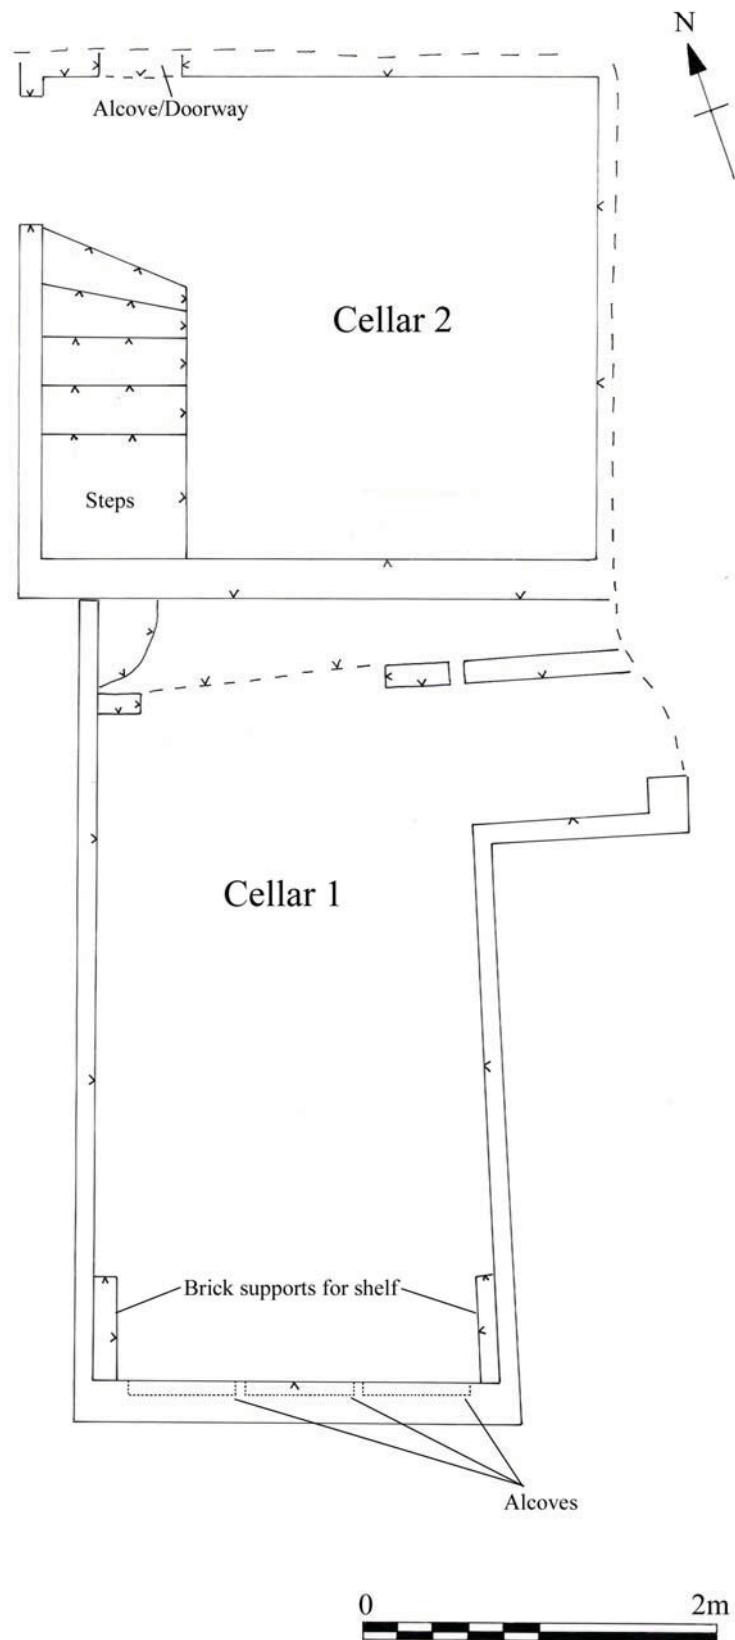 N
Alcove/Doorway
Cellar 2
Steps
Cellar 1
Brick supports for shelf
Alcoves
0 2m